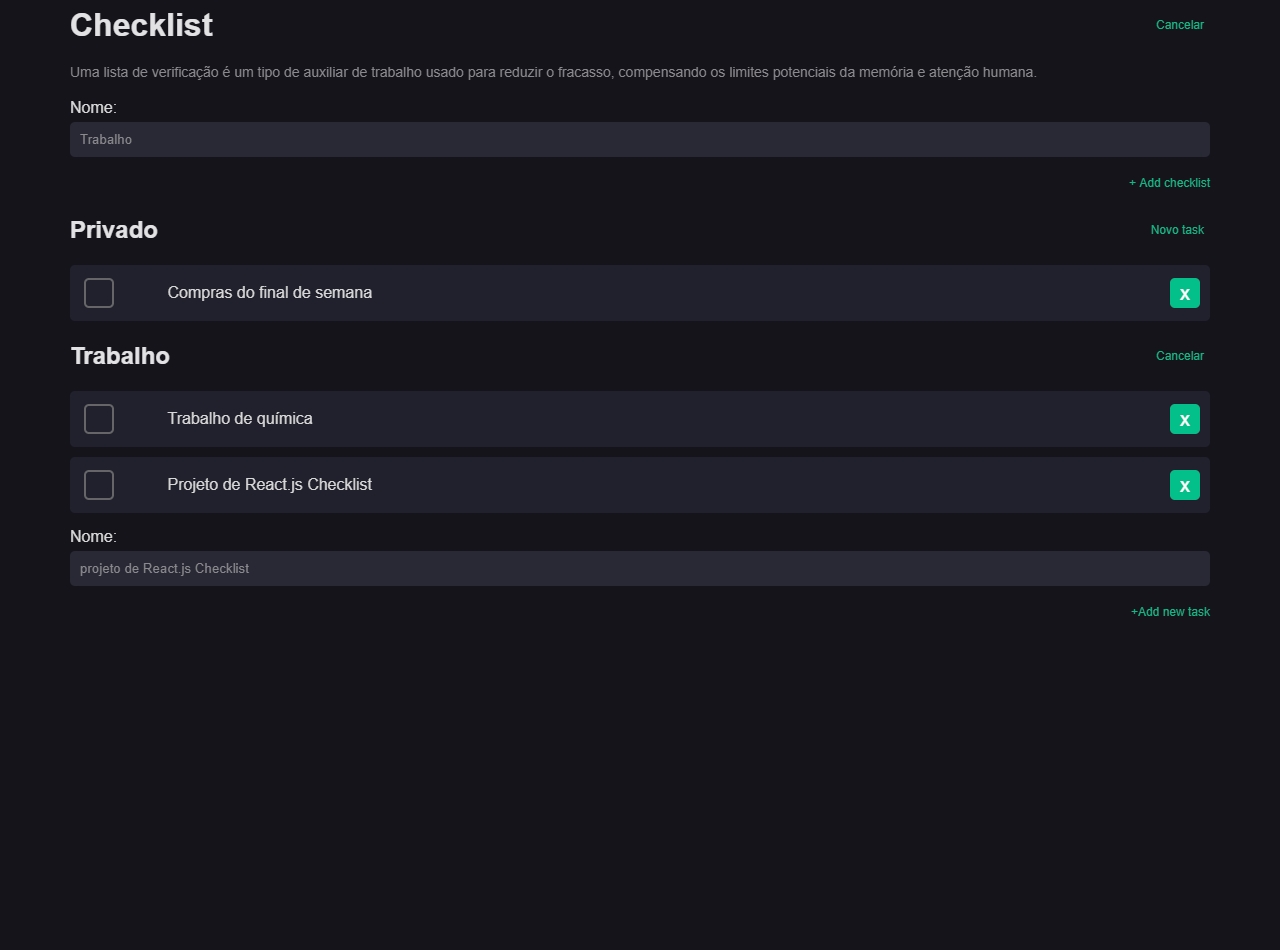 Checklist
Cancelar
Uma lista de verificação é um tipo de auxiliar de trabalho usado para reduzir o fracasso, compensando os limites potenciais da memória e atenção humana.
Nome:
Trabalho
+ Add checklist
Privado
Novo task
Compras do final de semana
X
Trabalho
Cancelar
Trabalho de química
X
Projeto de React.js Checklist
X
Nome:
projeto de React.js Checklist
+Add new task